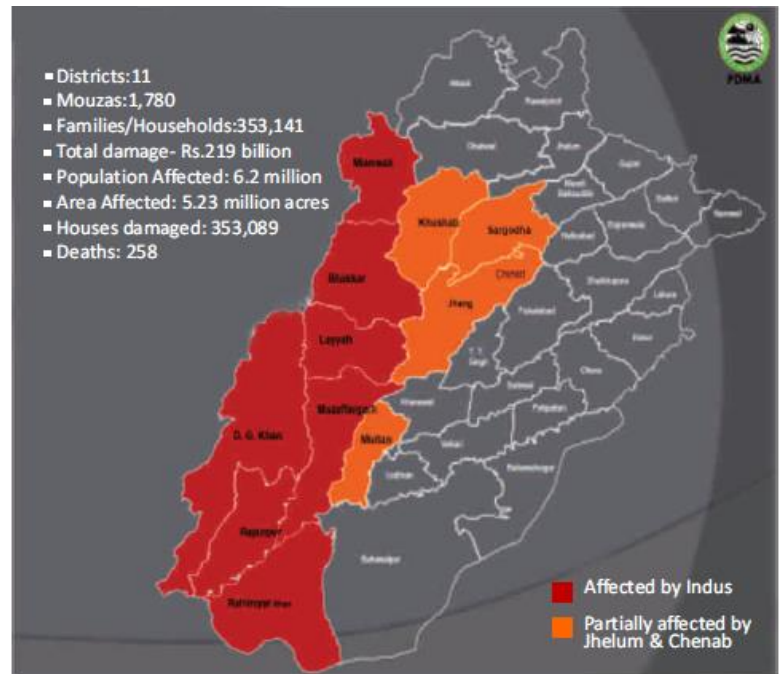 PDMA
Districts:11
Mouzas:1,780
Families/Households:353,141
Total damage- Rs.219 billion
Population Affected: 6.2 million
Area Affected: 5.23 million acres
Houses damaged: 353,089
Deaths: 258
Attock
Rawalpindi
Chakwal
Jhelum
Gujrat
Mianwali
Khushab
Sargodha
Sialkot
Narowal
Hafizabad
Chiniot
Bhakkar
Jhang
Sheikhupura
Lahore
Faisalabad
Kasur
Layyah
T. T.
Singh
Okara
Sahiwal
Khanewal
Pakpattan
Muzaffargarh
D. G. Khan
Multan
Vehari
Lodhran
Rajanpur
Bahawalpur
Affected by Indus
Partially affected by
Jhelum & Chenab